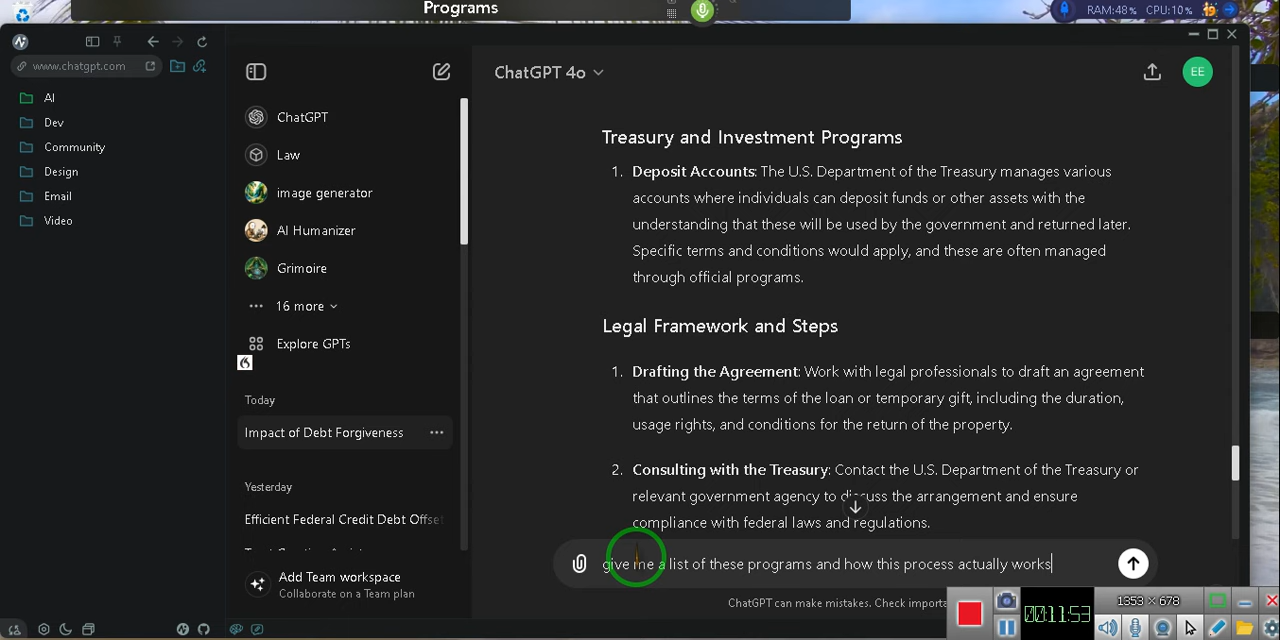 Programs
RAM:48% CPU:10%
www.chatgpt.com
AI
Dev
Community
Design
Email
Video
ChatGPT
Law
image generator
AI Humanizer
Grimoire
16 more
Explore GPTs
Today
Impact of Debt Forgiveness
Yesterday
Efficient Federal Credit Debt Offse
Add Team workspace
Collaborate on a Team plan
ChatGPT 4o
EE
Treasury and Investment Programs
1. Deposit Accounts: The U.S. Department of the Treasury manages various
accounts where individuals can deposit funds or other assets with the
understanding that these will be used by the government and returned later.
Specific terms and conditions would apply, and these are often managed
through official programs.
Legal Framework and Steps
1. Drafting the Agreement: Work with legal professionals to draft an agreement
that outlines the terms of the loan or temporary gift, including the duration,
usage rights, and conditions for the return of the property.
2. Consulting with the Treasury: Contact the U.S. Department of the Treasury or
relevant government agency to discuss the arrangement and ensure
compliance with federal laws and regulations.
give me a list of these programs and how this process actually works
ChatGPT can make mistakes. Check importa
1353 × 678
00:11:53